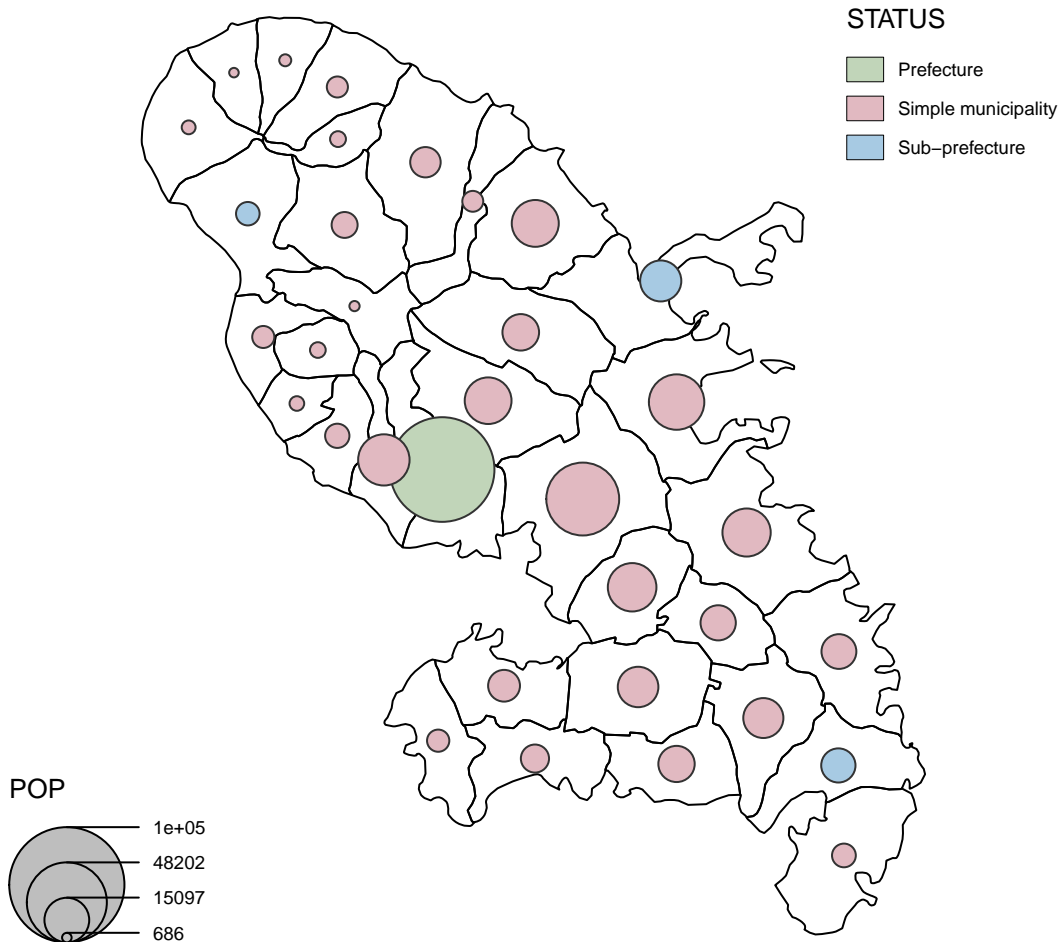 STATUS
Prefecture
Simple municipality
Sub−prefecture
POP
1e+05
48202
15097
686